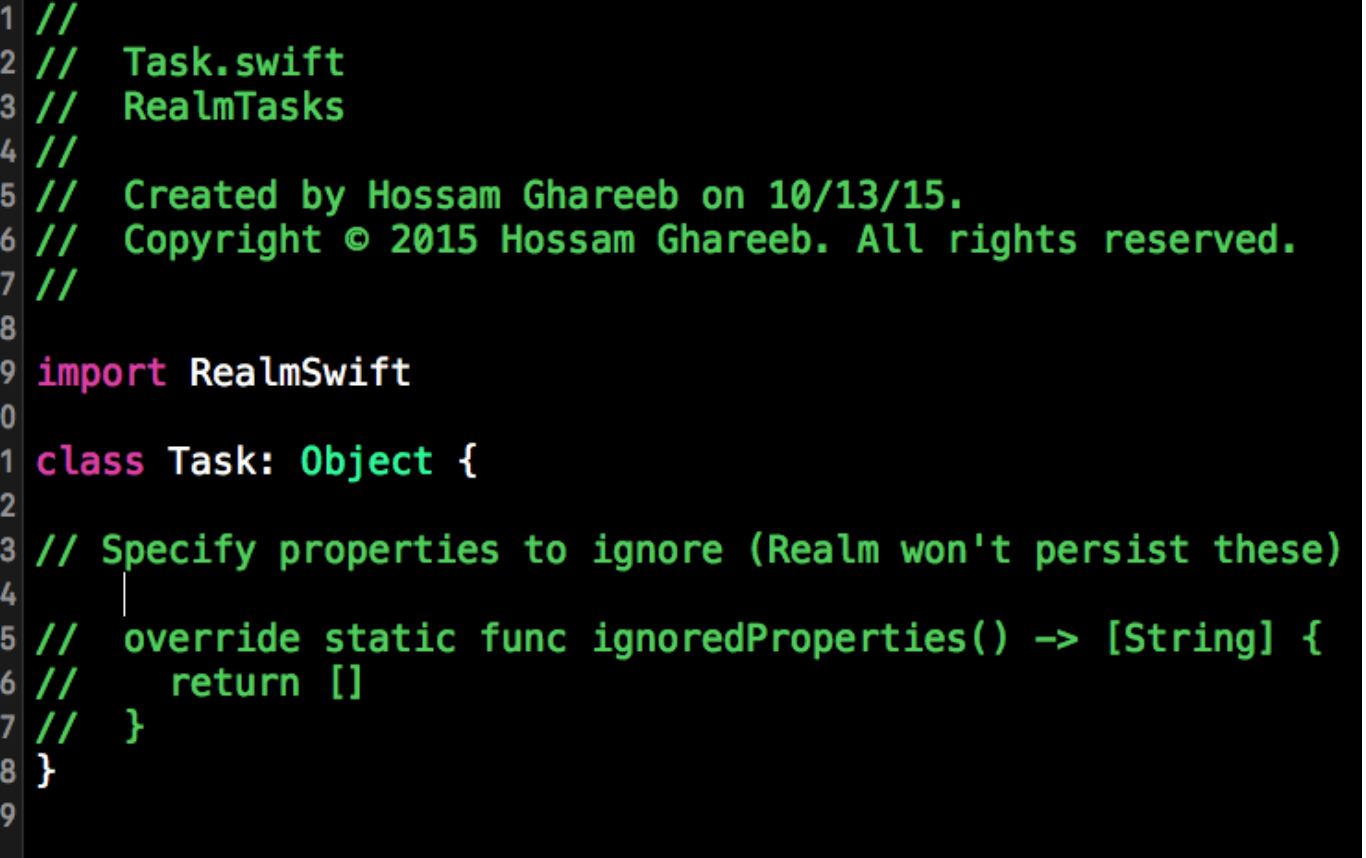 1 //
2 //  Task.swift
3 //  RealmTasks
4 //
5 //  Created by Hossam Ghareeb on 10/13/15.
6 //  Copyright © 2015 Hossam Ghareeb. All rights reserved.
7 //
8
9 import RealmSwift
0
1 class Task: Object {
2
3 // Specify properties to ignore (Realm won't persist these)
4
5 //  override static func ignoredProperties() -> [String] {
6 //    return []
7 //  }
8 }
9